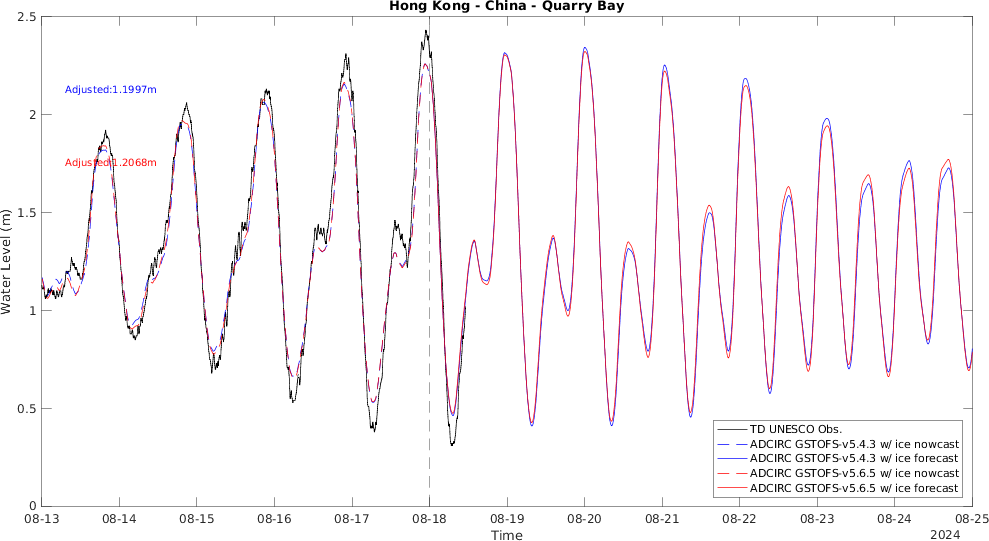 Hong Kong - China - Quarry Bay
2.5
2
1.5
1
0.5
0
Water Level (m)
Adjusted:1.1997m
Adjusted:1.2068m
TD UNESCO Obs.
ADCIRC GSTOFS-v5.4.3 w/ ice nowcast
ADCIRC GSTOFS-v5.4.3 w/ ice forecast
ADCIRC GSTOFS-v5.6.5 w/ ice nowcast
ADCIRC GSTOFS-v5.6.5 w/ ice forecast
08-13 08-14 08-15 08-16 08-17 08-18 08-19 08-20 08-21 08-22 08-23 08-24 08-25
Time
2024